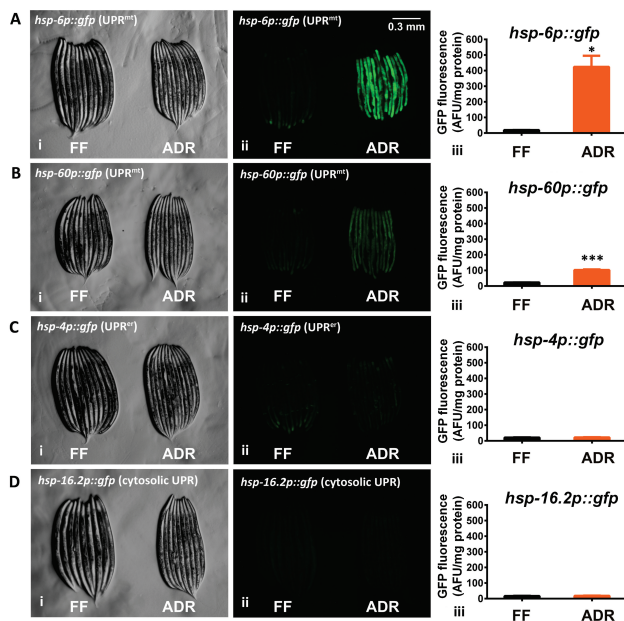 A
hsp-6p::gfp (UPRmt)
i
FF
ADR
hsp-6p::gfp (UPRmt)
0.3 mm
ii
FF
ADR
hsp-6p::gfp
GFP fluorescence
(AFU/mg protein)
600
500
400
300
200
100
0
*
iii
FF
ADR
B
hsp-60p::gfp (UPRmt)
i
FF
ADR
hsp-60p::gfp (UPRmt)
ii
FF
ADR
hsp-60p::gfp
GFP fluorescence
(AFU/mg protein)
600
500
400
300
200
100
0
***
iii
FF
ADR
C
hsp-4p::gfp (UPRer)
i
FF
ADR
hsp-4p::gfp (UPRer)
ii
FF
ADR
hsp-4p::gfp
GFP fluorescence
(AFU/mg protein)
600
500
400
300
200
100
0
iii
FF
ADR
D
hsp-16.2p::gfp (cytosolic UPR)
i
FF
ADR
hsp-16.2p::gfp (cytosolic UPR)
ii
FF
ADR
hsp-16.2p::gfp
GFP fluorescence
(AFU/mg protein)
600
500
400
300
200
100
0
iii
FF
ADR